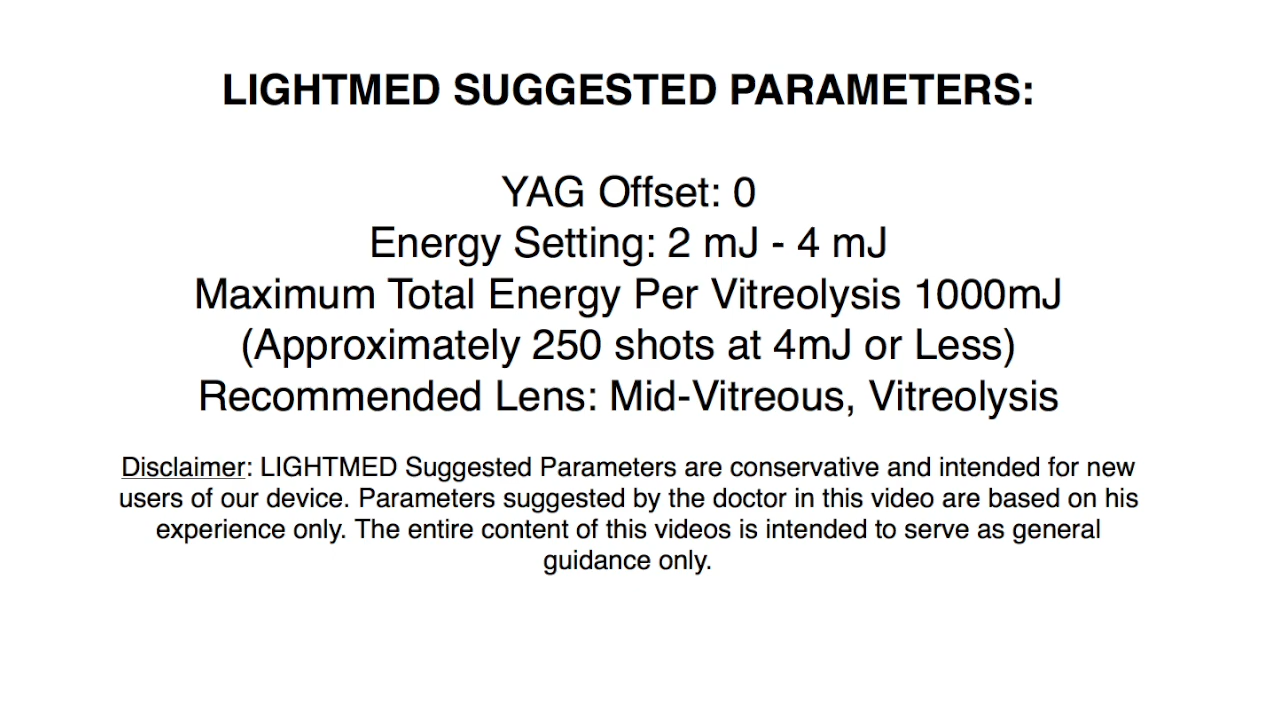 LIGHTMED SUGGESTED PARAMETERS:
YAG Offset: 0
Energy Setting: 2 mJ - 4 mJ
Maximum Total Energy Per Vitreolysis 1000mJ
(Approximately 250 shots at 4mJ or Less)
Recommended Lens: Mid-Vitreous, Vitreolysis
Disclaimer: LIGHTMED Suggested Parameters are conservative and intended for new
users of our device. Parameters suggested by the doctor in this video are based on his
experience only. The entire content of this videos is intended to serve as general
guidance only.